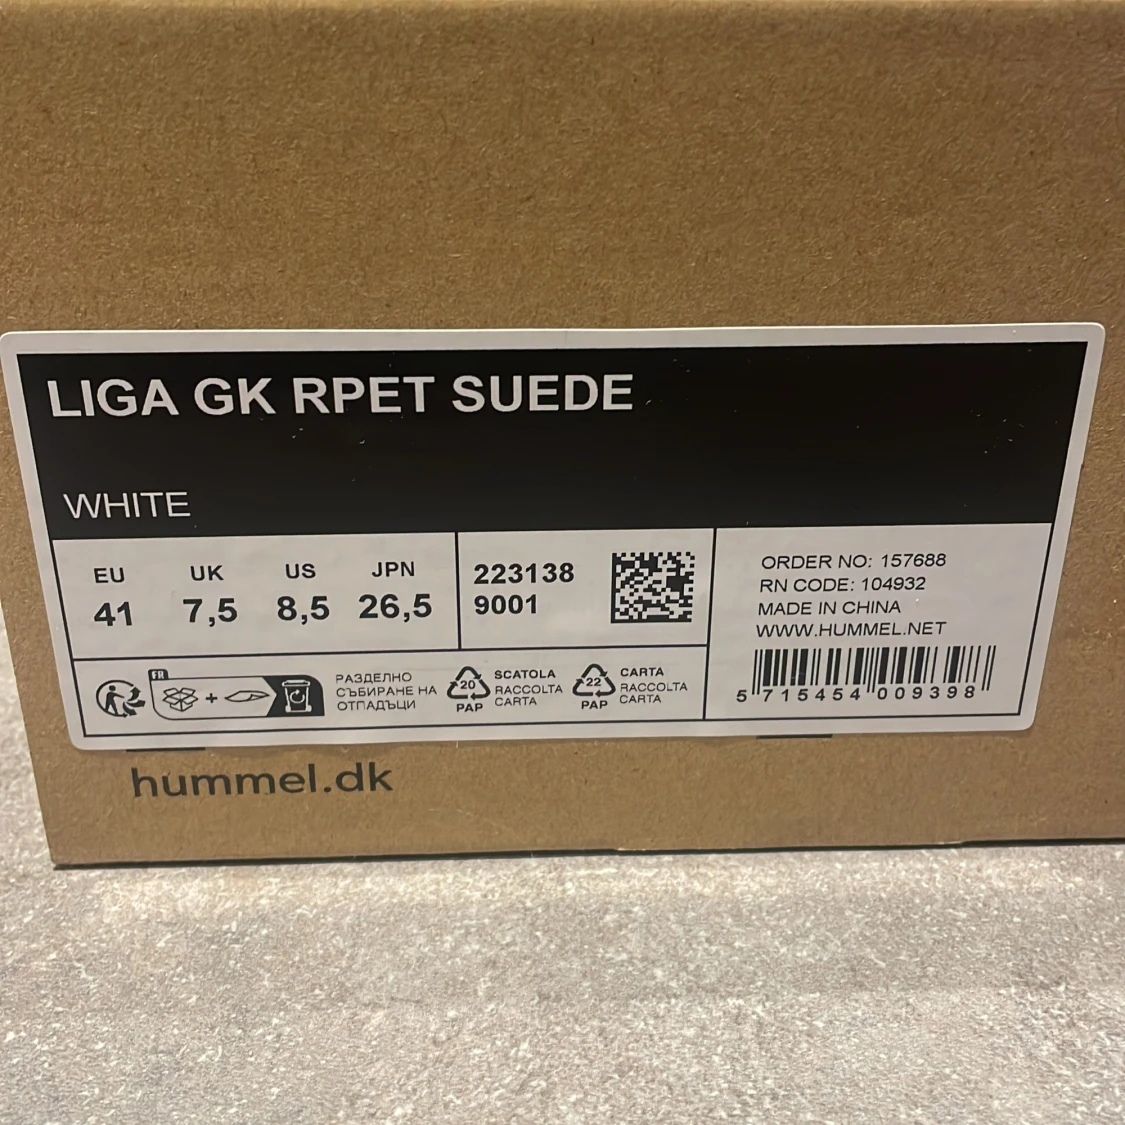 LIGA GK RPET SUEDE
WHITE
EU UK US JPN
41 7,5 8,5 26,5
223138
9001
ORDER NO: 157688
RN CODE: 104932
MADE IN CHINA
WWW.HUMMEL.NET
5 715454 009398
FR
+
РАЗДЕЛНО
СЪБИРАНЕ НА
ОТПАДЪЦИ
20
PAP
SCATOLA
RACCOLTA
CARTA
22
PAP
CARTA
RACCOLTA
CARTA
hummel.dk